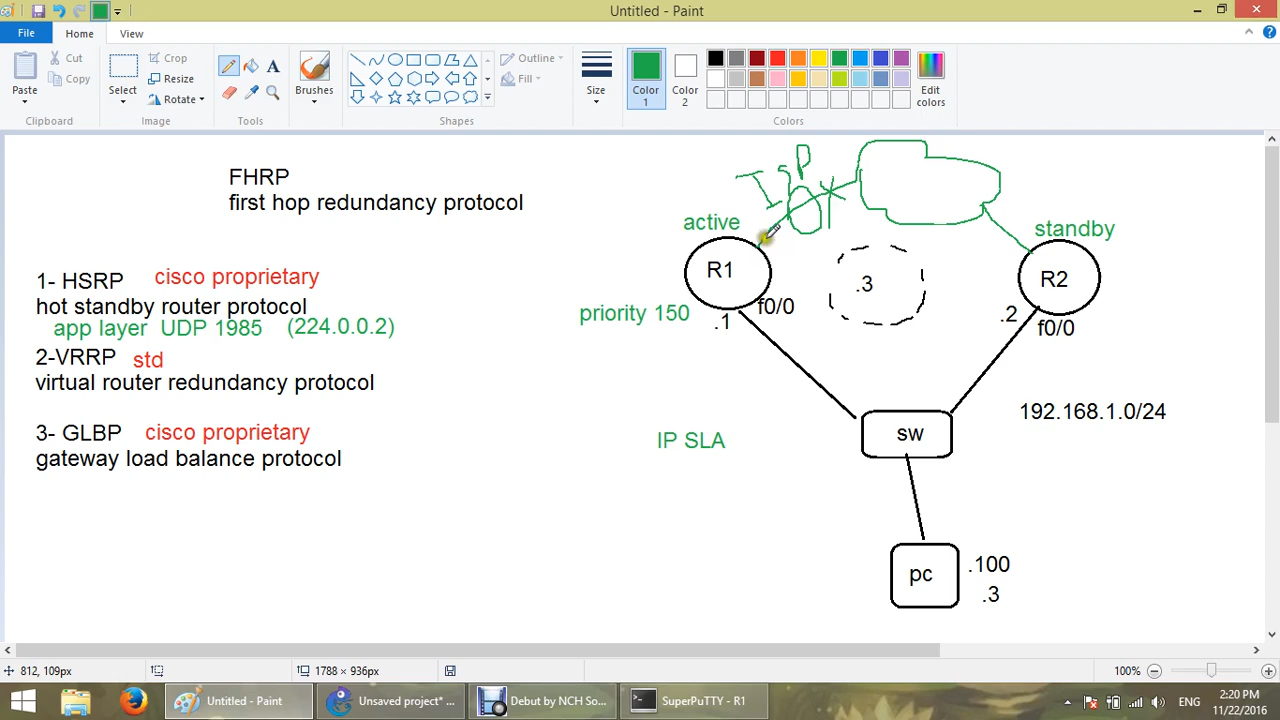 Untitled - Paint
File
Home
View
Paste
Cut
Copy
Clipboard
Select
Crop
Resize
Rotate
Image
Tools
Brushes
Shapes
Outline
Fill
Size
Color 1
Color 2
Edit colors
Colors
FHRP
first hop redundancy protocol
1- HSRP cisco proprietary
hot standby router protocol
app layer UDP 1985 (224.0.0.2)
2-VRRP std
virtual router redundancy protocol
3- GLBP cisco proprietary
gateway load balance protocol
ISP
active
standby
R1
.3
R2
priority 150
.1
f0/0
.2
f0/0
192.168.1.0/24
IP SLA
sw
pc
.100
.3
812, 109px
1788 × 936px
100%
Untitled - Paint
Unsaved project*...
Debut by NCH So...
SuperPuTTY - R1
ENG
2:20 PM
11/22/2016